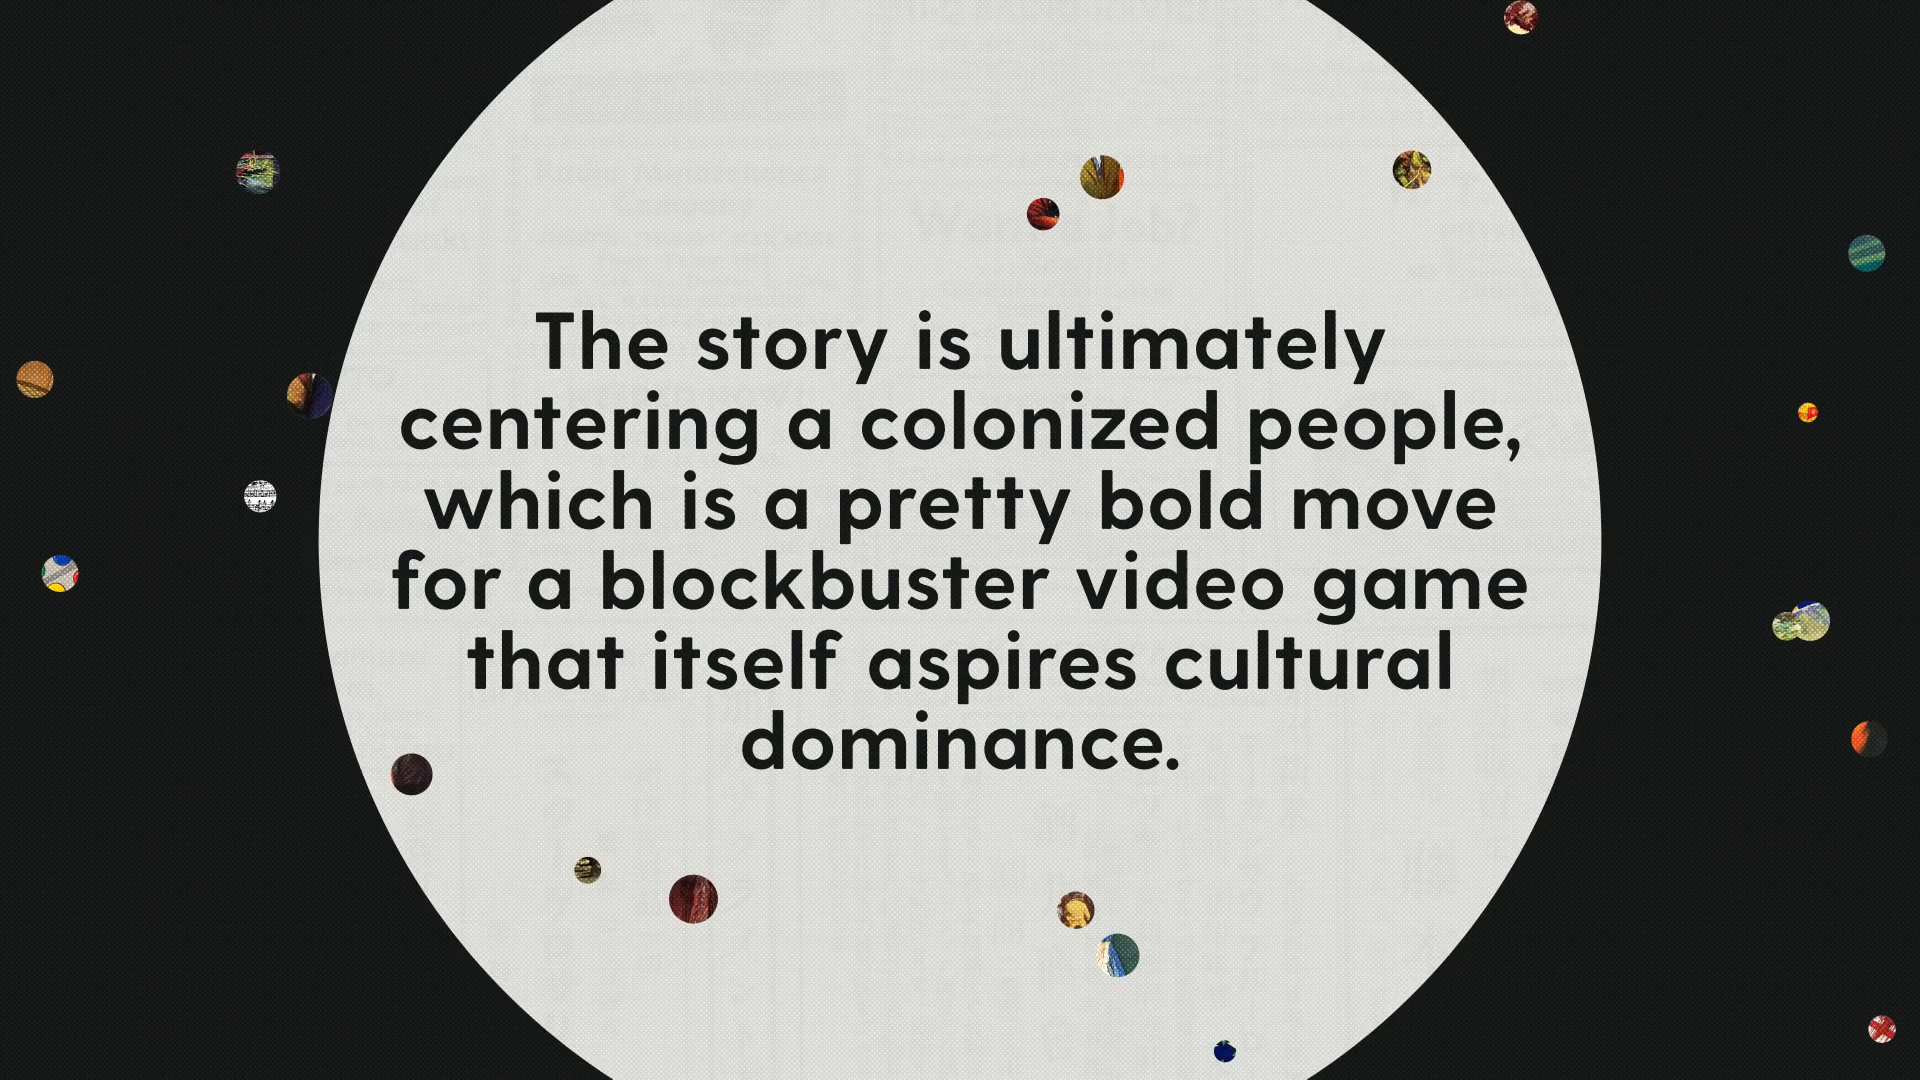 The story is ultimately
centering a colonized people,
which is a pretty bold move
for a blockbuster video game
that itself aspires cultural
dominance.